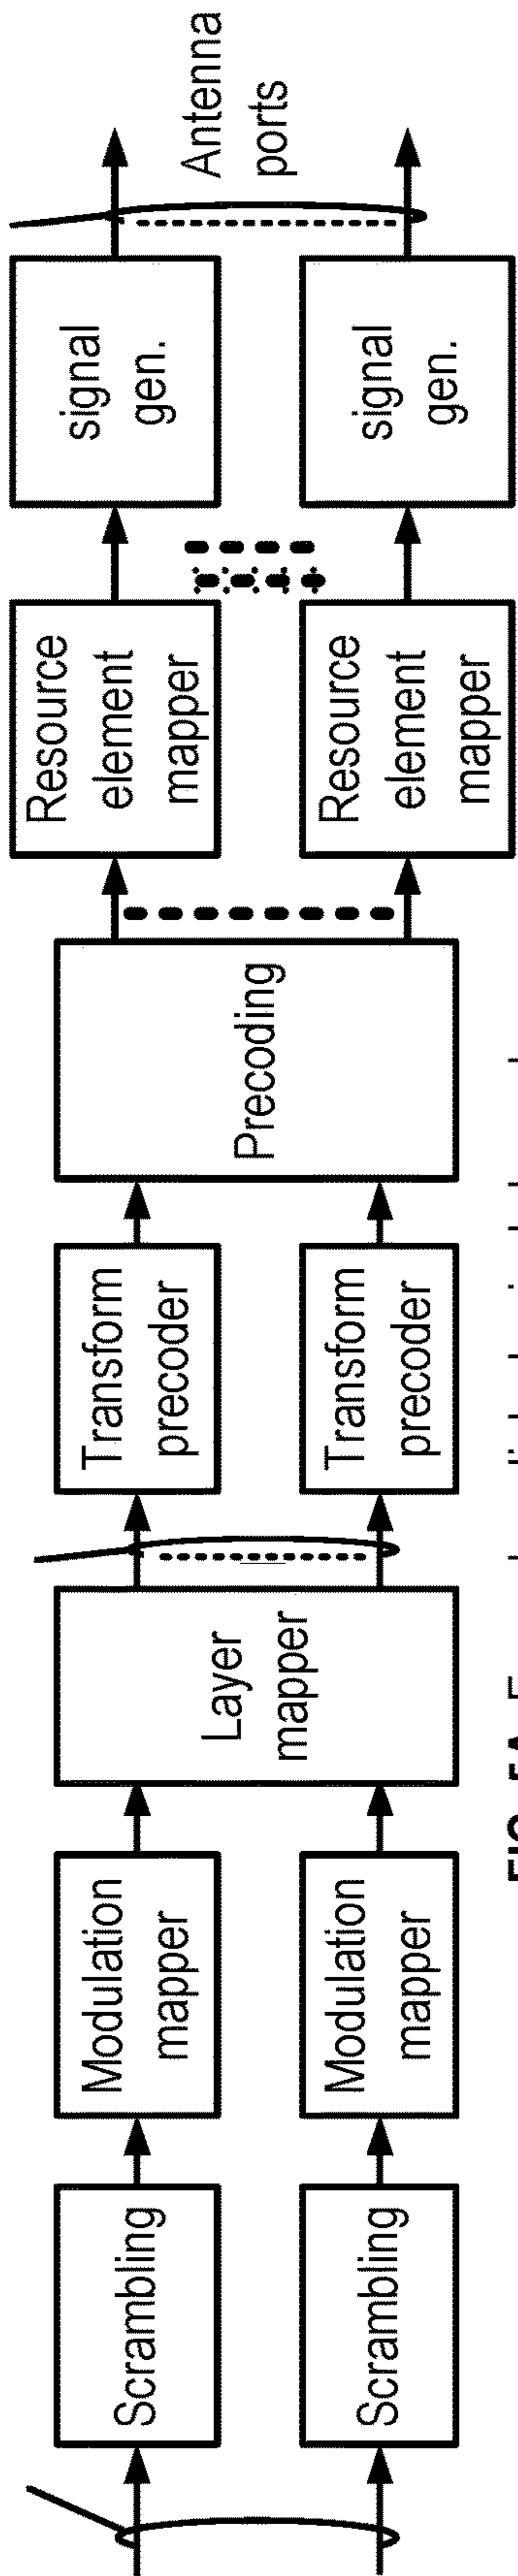 Scrambling
Modulation
mapper
Layer
mapper
Transform
precoder
Precoding
Resource
element
mapper
signal
gen.
Antenna
ports
Scrambling
Modulation
mapper
Transform
precoder
Resource
element
mapper
signal
gen.